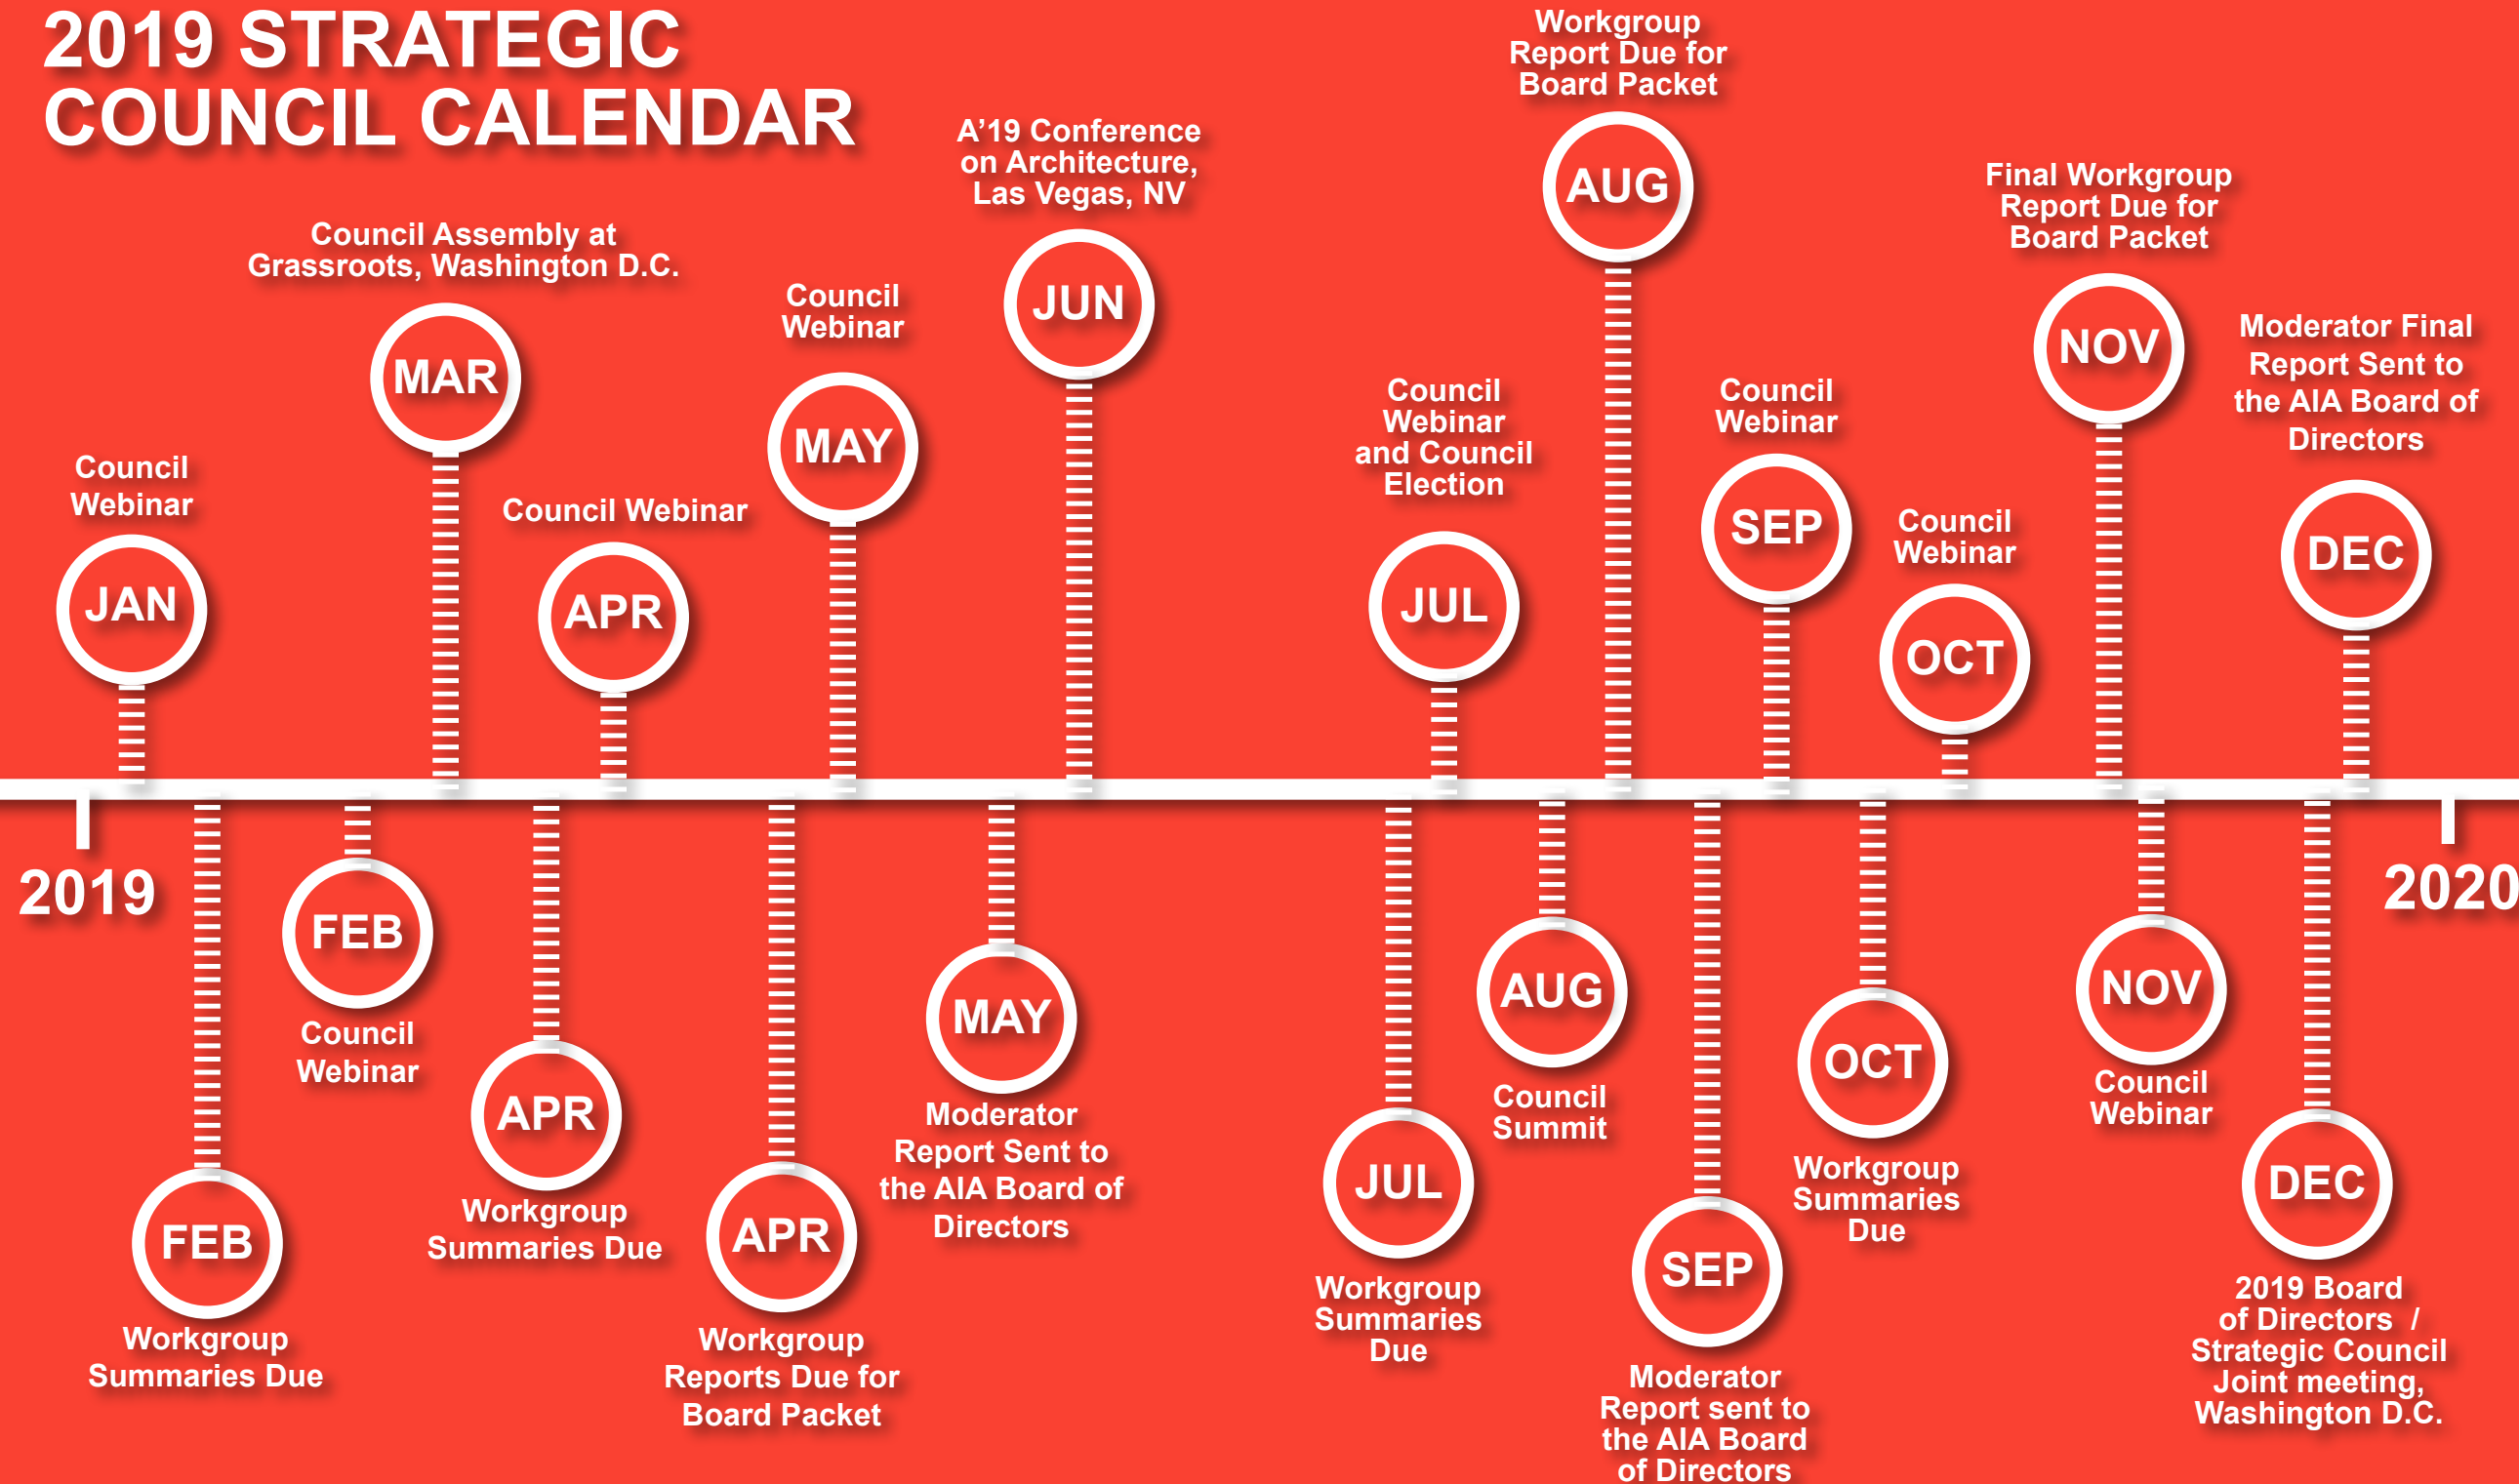 2019 STRATEGIC
COUNCIL CALENDAR
Council
Webinar
JAN
Council Assembly at
Grassroots, Washington D.C.
MAR
Council Webinar
APR
Council
Webinar
MAY
A’19 Conference
on Architecture,
Las Vegas, NV
JUN
Council
Webinar
and Council
Election
JUL
Workgroup
Report Due for
Board Packet
AUG
Council
Webinar
SEP
Council
Webinar
OCT
Final Workgroup
Report Due for
Board Packet
NOV
Moderator Final
Report Sent to
the AIA Board of
Directors
DEC
2019
2020
FEB
Workgroup
Summaries Due
FEB
Council
Webinar
APR
Workgroup
Summaries Due
APR
Workgroup
Reports Due for
Board Packet
MAY
Moderator
Report Sent to
the AIA Board of
Directors
JUL
Workgroup
Summaries
Due
AUG
Council
Summit
SEP
Moderator
Report sent to
the AIA Board
of Directors
OCT
Workgroup
Summaries
Due
NOV
Council
Webinar
DEC
2019 Board
of Directors /
Strategic Council
Joint meeting,
Washington D.C.